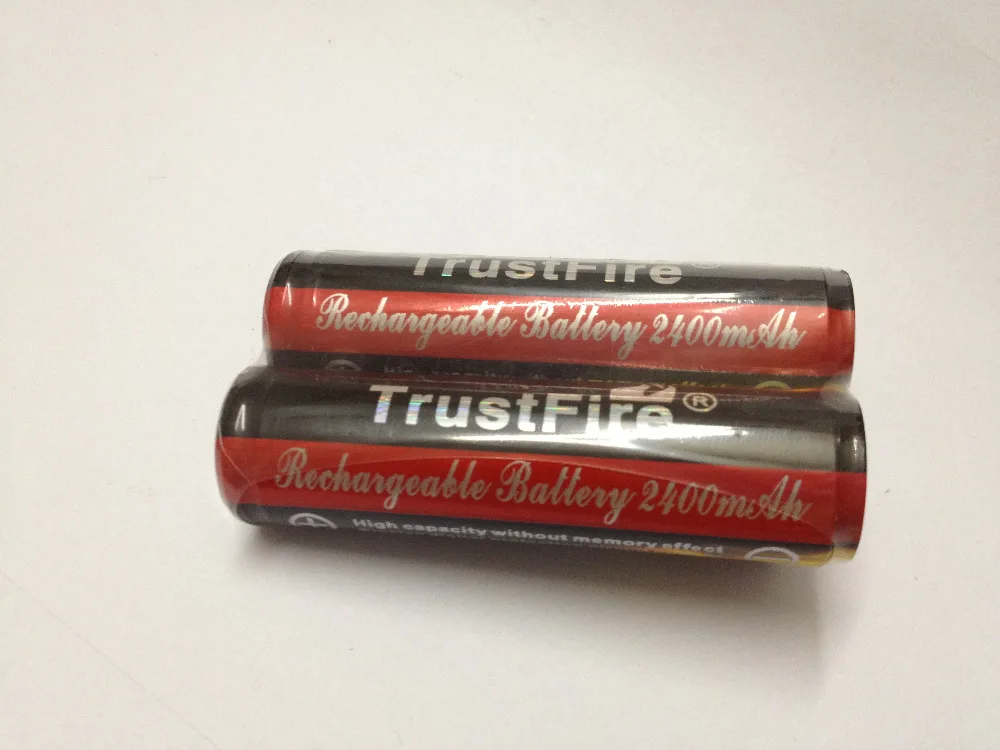 TrustFire
Rechargeable Battery 2400mAh
TrustFire®
Rechargeable Battery 2400mAh
High capacity without memory effect